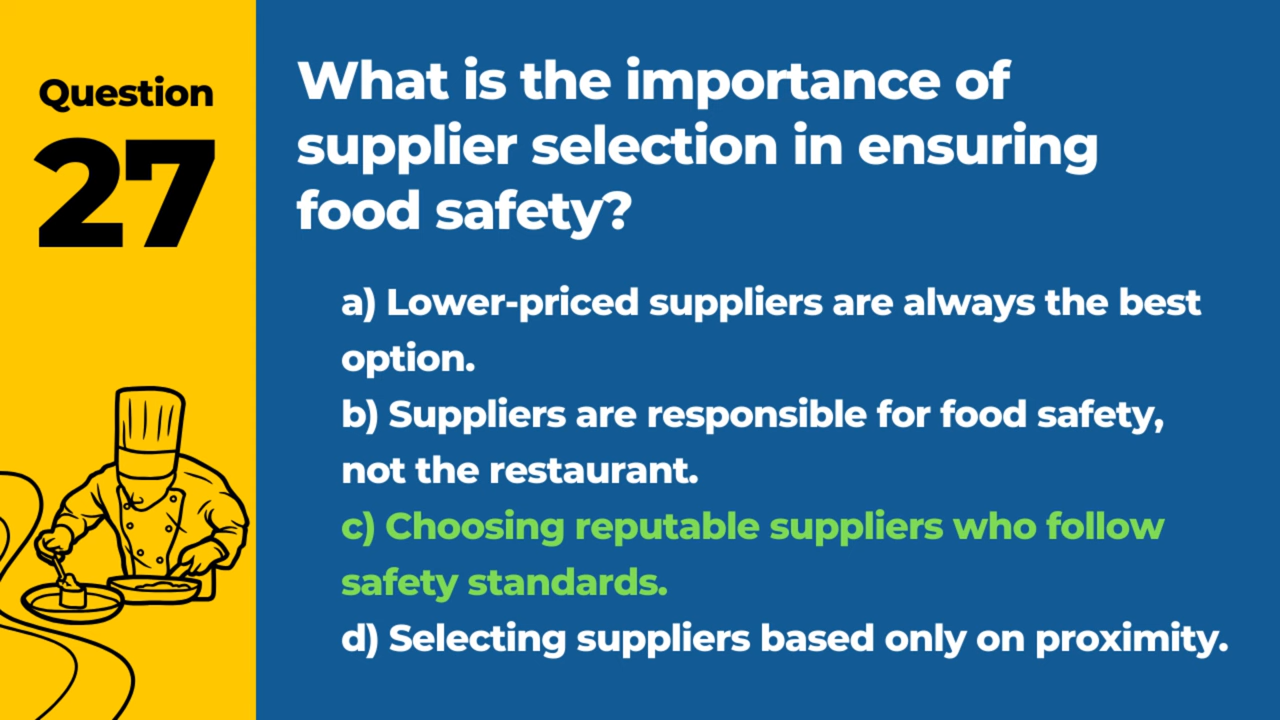 Question
27
What is the importance of
supplier selection in ensuring
food safety?
a) Lower-priced suppliers are always the best
option.
b) Suppliers are responsible for food safety,
not the restaurant.
c) Choosing reputable suppliers who follow
safety standards.
d) Selecting suppliers based only on proximity.